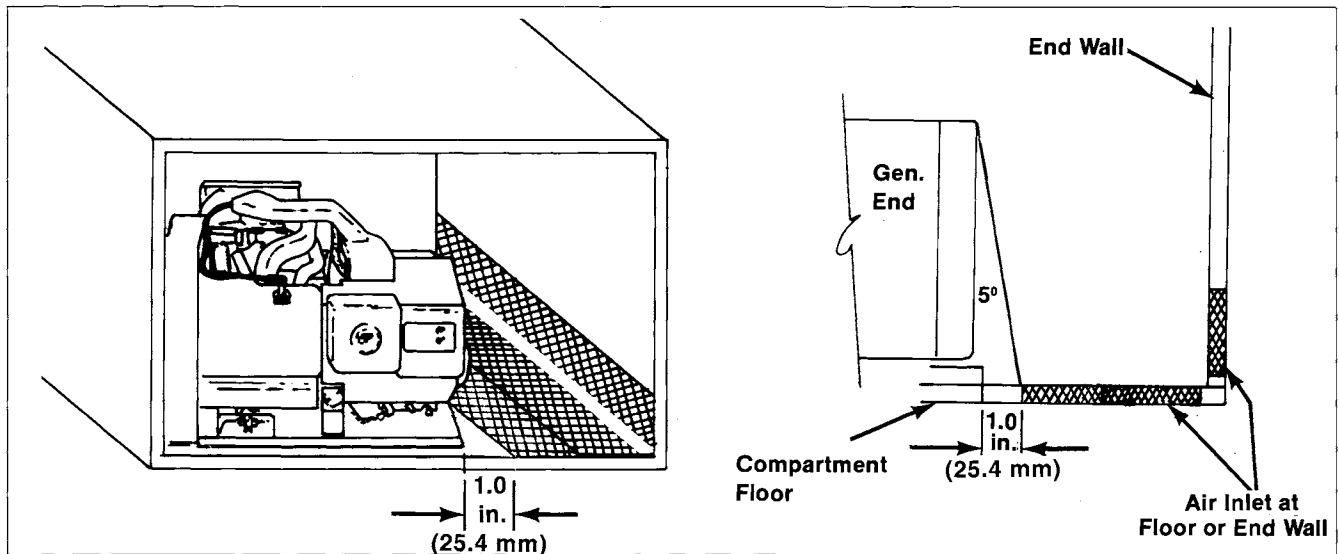 1.0
in.
(25.4 mm)
End Wall
Gen.
End
5º
1.0
in.
(25.4 mm)
Compartment
Floor
Air Inlet at
Floor or End Wall